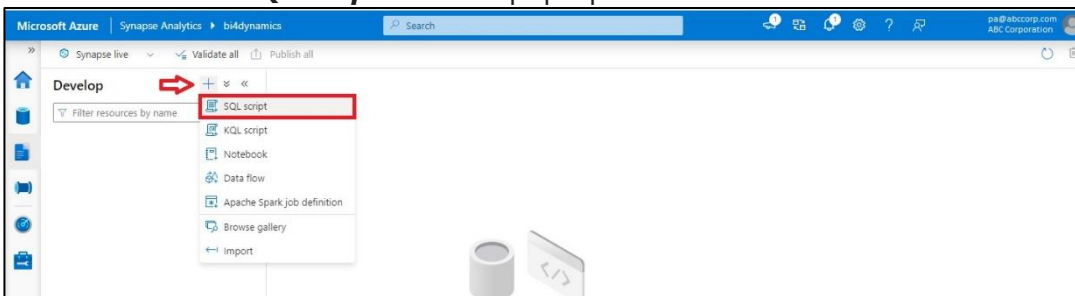 Microsoft Azure | Synapse Analytics ▸ bi4dynamics
Search
pa@abccorp.com
ABC Corporation
Synapse live
Validate all
Publish all
Develop
Filter resources by name
SQL script
KQL script
Notebook
Data flow
Apache Spark job definition
Browse gallery
Import